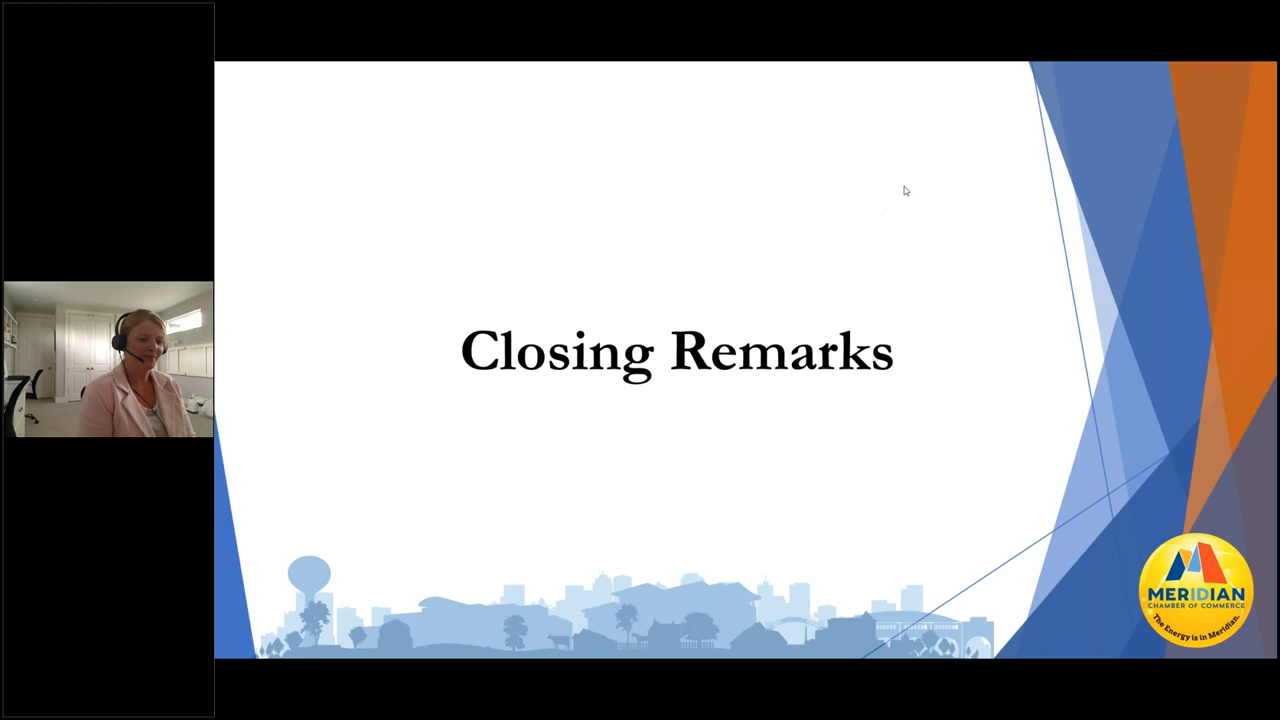 Closing Remarks
MERIDIAN
CHAMBER OF COMMERCE
The Energy is in Meridian.